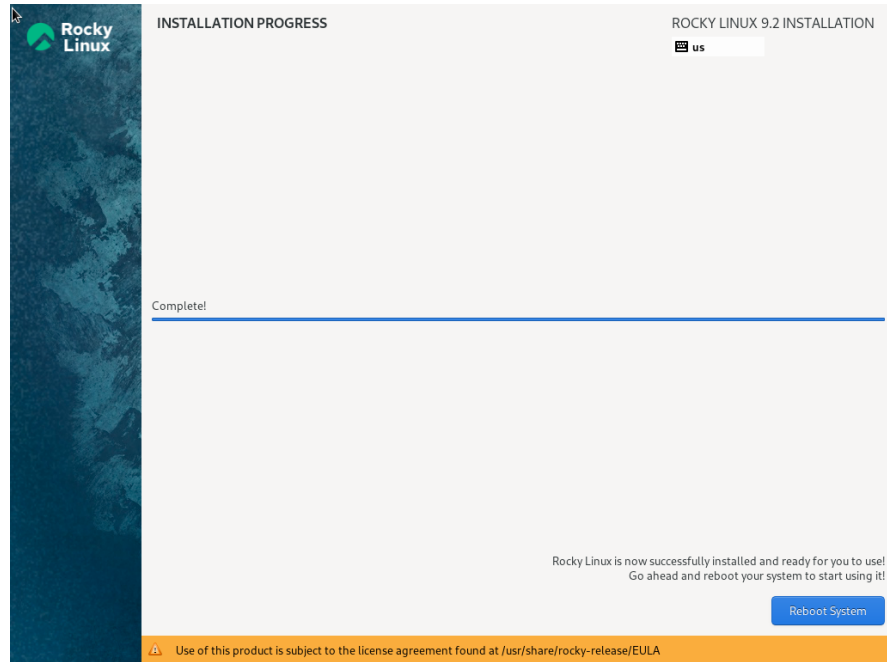 Rocky
Linux
INSTALLATION PROGRESS
ROCKY LINUX 9.2 INSTALLATION
us
Complete!
Rocky Linux is now successfully installed and ready for you to use!
Go ahead and reboot your system to start using it!
Reboot System
Use of this product is subject to the license agreement found at /usr/share/rocky-release/EULA